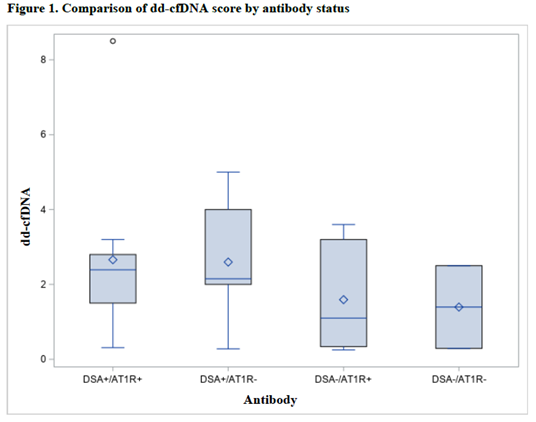 Figure 1. Comparison of dd-cfDNA score by antibody status
8
6
4
2
0
dd-cfDNA
DSA+/AT1R+ DSA+/AT1R- DSA-/AT1R+ DSA-/AT1R-
Antibody